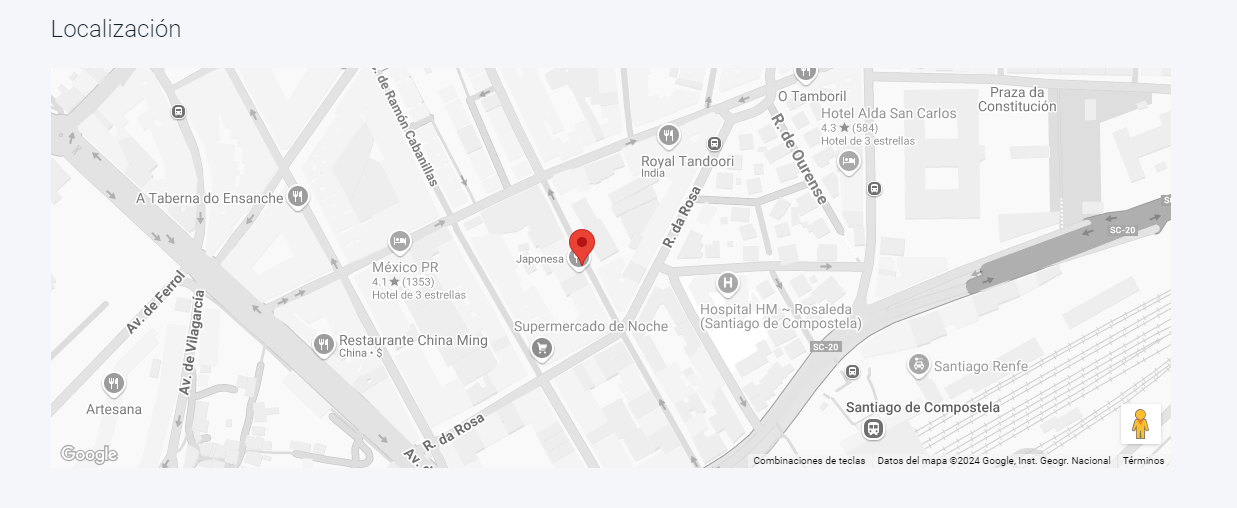 Localización
R. de Ramón Cabanillas
Praza da
Constitución
O Tamboril
Hotel Alda San Carlos
4.3 ★ (584)
Hotel de 3 estrellas
R. de Ourense
Royal Tandoori
India
A Taberna do Ensanche
R. da Rosa
SC-20
Japonesa
México PR
4.1 ★ (1353)
Hotel de 3 estrellas
Av. de Ferrol
Av. de Vilagarcía
H
Hospital HM ~ Rosaleda
(Santiago de Compostela)
Supermercado de Noche
Restaurante China Ming
China • $
SC-20
Santiago Renfe
Artesana
Santiago de Compostela
R. da Rosa
Google
Combinaciones de teclas
Datos del mapa ©2024 Google, Inst. Geogr. Nacional
Términos